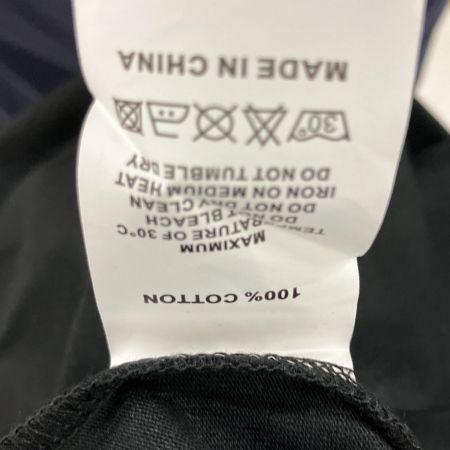 100% COTTON
MAXIMUM
RATURE OF 30°C
BLEACH
DO NOT DRY CLEAN
IRON ON MEDIUM HEAT
DO NOT TUMBLE DRY
30°
MADE IN CHINA